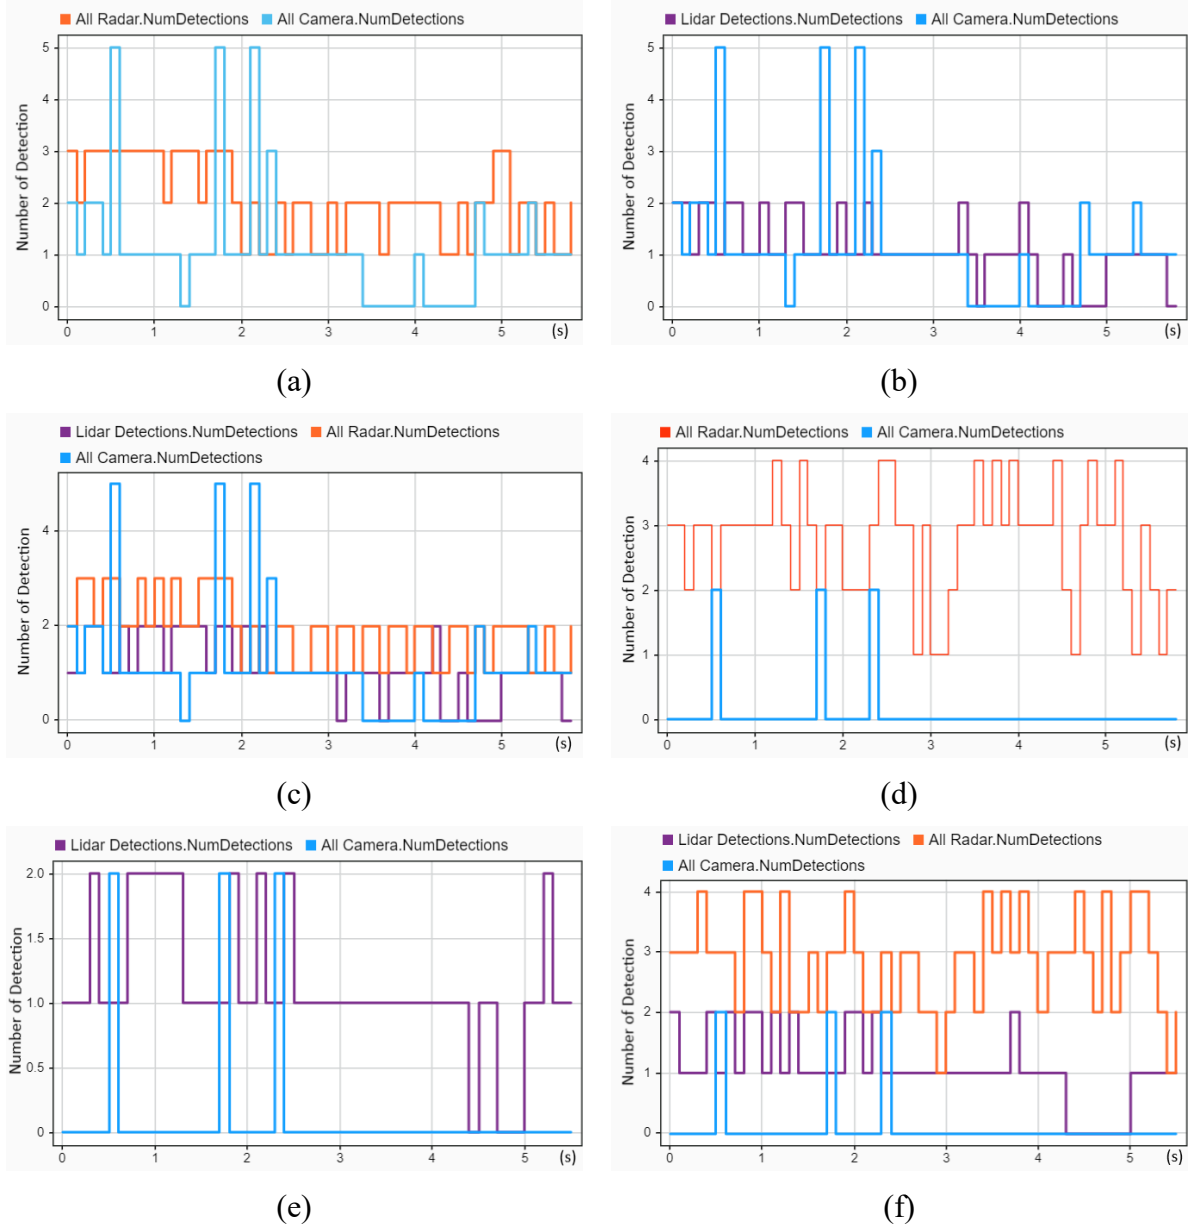 All Radar.NumDetections All Camera.NumDetections
Number of Detection
5
4
3
2
1
0
0 1 2 3 4 5 (s)
(a)
Lidar Detections.NumDetections All Camera.NumDetections
Number of Detection
5
4
3
2
1
0
0 1 2 3 4 5 (s)
(b)
Lidar Detections.NumDetections All Radar.NumDetections
All Camera.NumDetections
Number of Detection
4
2
0
0 1 2 3 4 5 (s)
(c)
All Radar.NumDetections All Camera.NumDetections
Number of Detection
4
3
2
1
0
0 1 2 3 4 5 (s)
(d)
Lidar Detections.NumDetections All Camera.NumDetections
Number of Detection
2.0
1.5
1.0
0.5
0
0 1 2 3 4 5 (s)
(e)
Lidar Detections.NumDetections All Radar.NumDetections
All Camera.NumDetections
Number of Detection
4
3
2
1
0
0 1 2 3 4 5 (s)
(f)